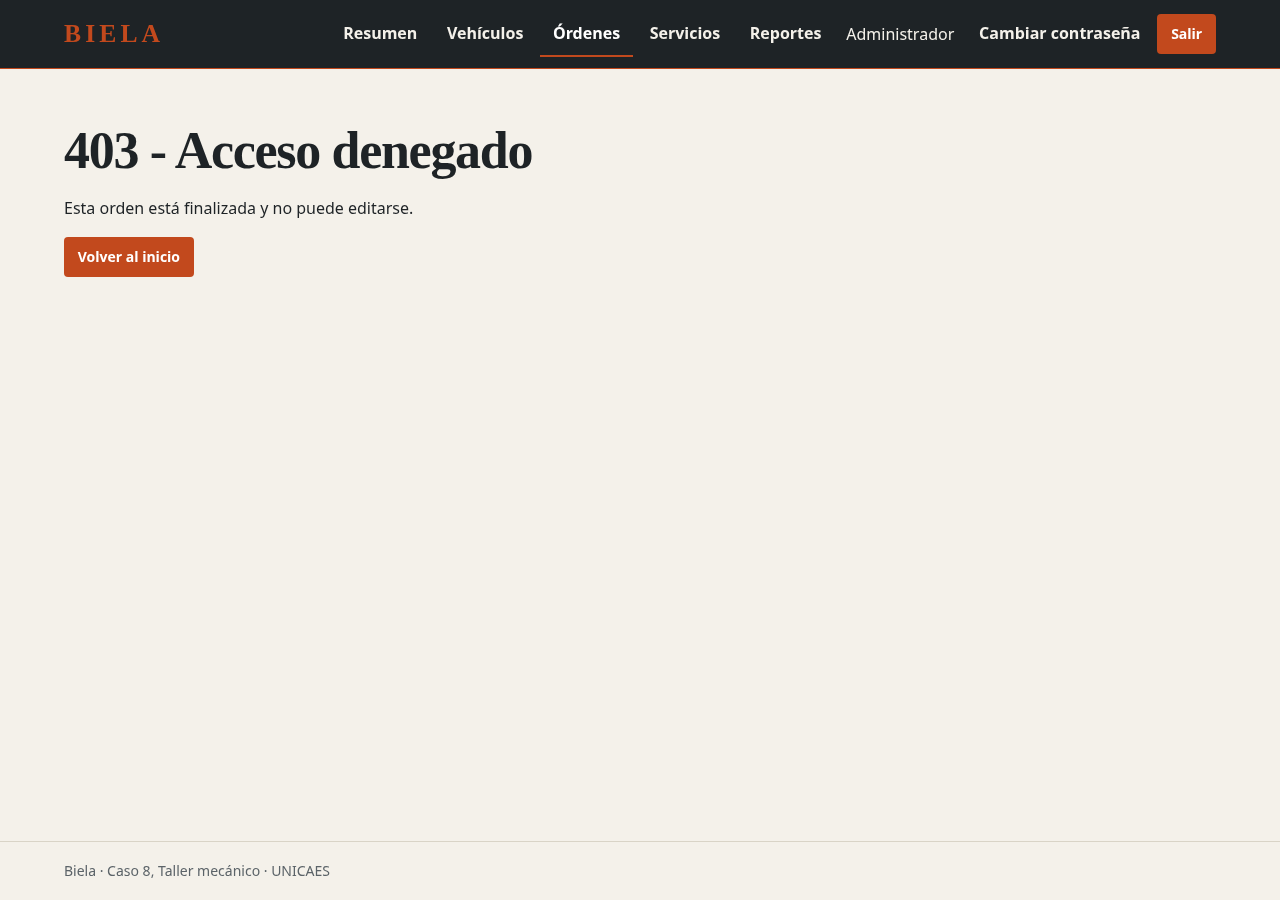 BIELA
Resumen Vehículos Órdenes Servicios Reportes Administrador Cambiar contraseña Salir
403 - Acceso denegado
Esta orden está finalizada y no puede editarse.
Volver al inicio
Biela · Caso 8, Taller mecánico · UNICAES